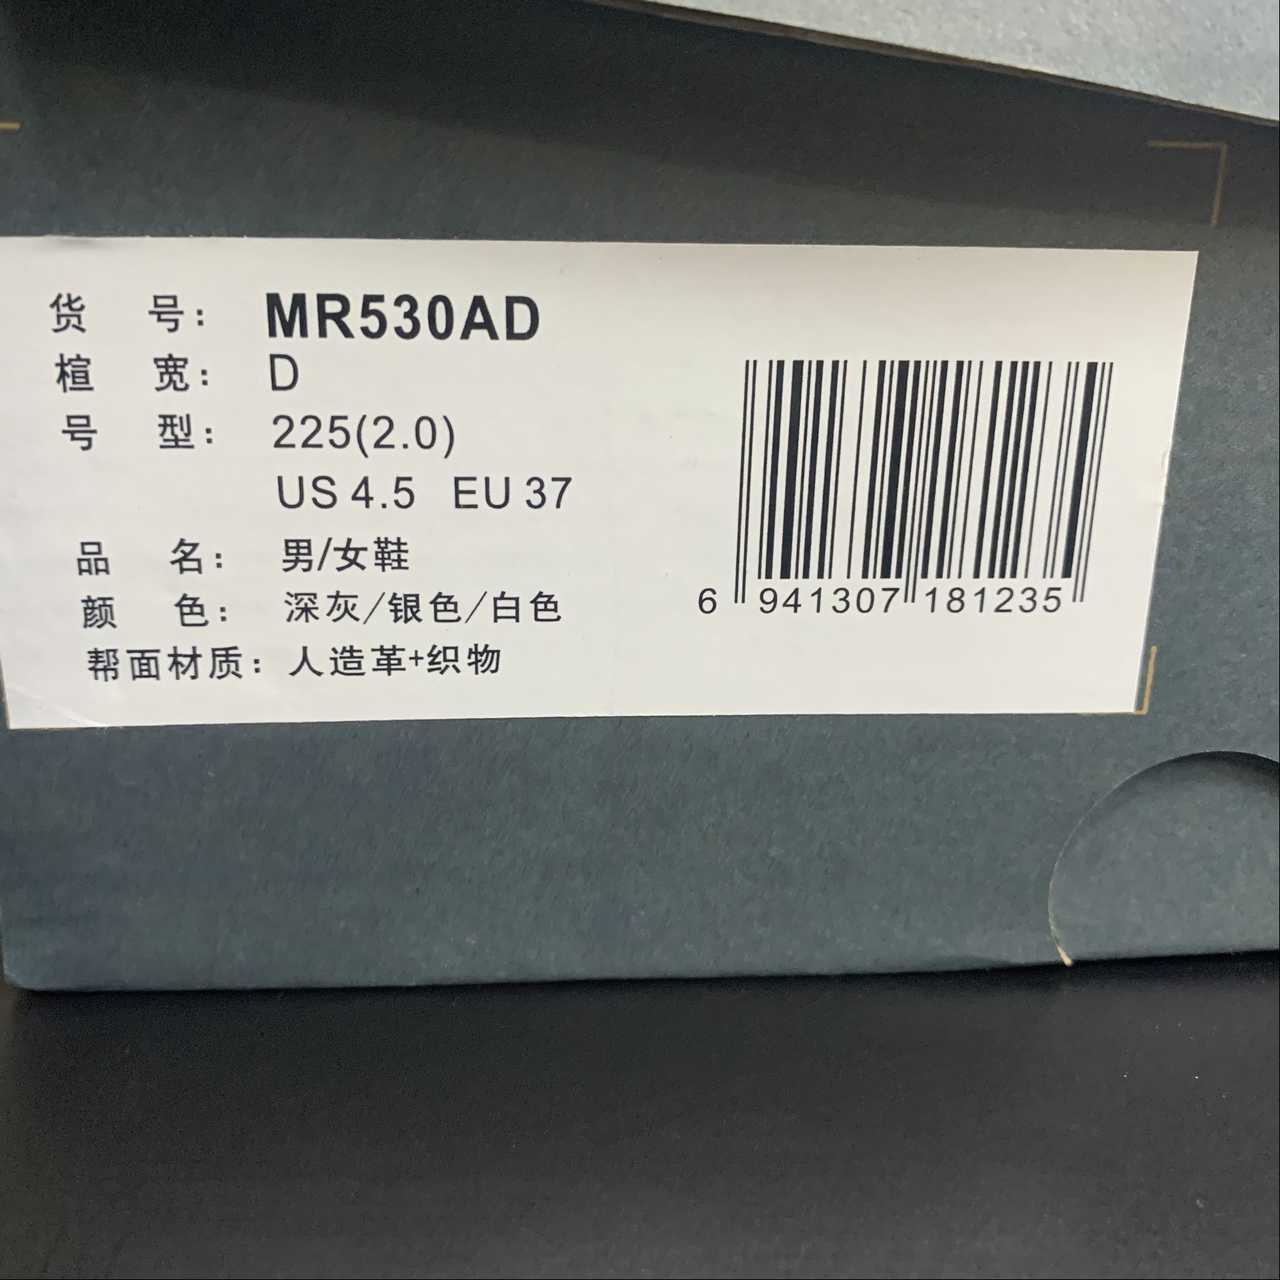 货号：MR530AD
楦宽：D
号型：225(2.0)
US 4.5 EU 37
品名：男/女鞋
颜色：深灰/银色/白色
帮面材质：人造革+织物
6 941307 181235